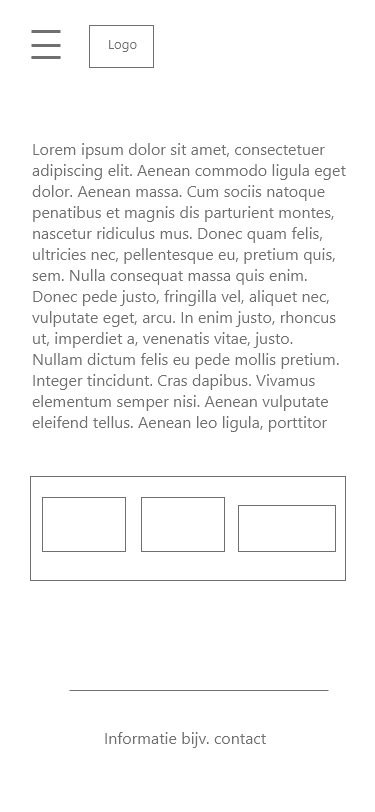 Logo
Lorem ipsum dolor sit amet, consectetuer
adipiscing elit. Aenean commodo ligula eget
dolor. Aenean massa. Cum sociis natoque
penatibus et magnis dis parturient montes,
nascetur ridiculus mus. Donec quam felis,
ultricies nec, pellentesque eu, pretium quis,
sem. Nulla consequat massa quis enim.
Donec pede justo, fringilla vel, aliquet nec,
vulputate eget, arcu. In enim justo, rhoncus
ut, imperdiet a, venenatis vitae, justo.
Nullam dictum felis eu pede mollis pretium.
Integer tincidunt. Cras dapibus. Vivamus
elementum semper nisi. Aenean vulputate
eleifend tellus. Aenean leo ligula, porttitor
Informatie bijv. contact